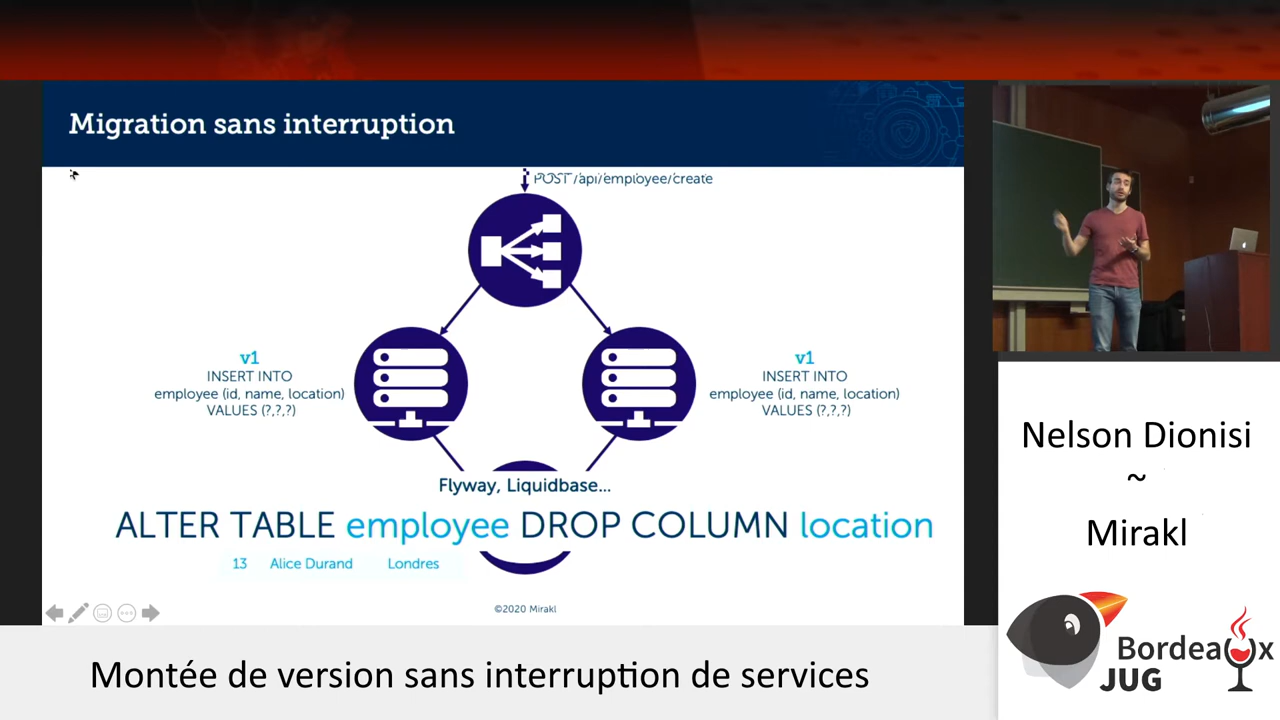 Migration sans interruption
POST /api/employee/create
v1
INSERT INTO
employee (id, name, location)
VALUES (?,?,?)
v1
INSERT INTO
employee (id, name, location)
VALUES (?,?,?)
Flyway, Liquidbase...
ALTER TABLE employee DROP COLUMN location
13 Alice Durand Londres
©2020 Mirakl
Nelson Dionisi
~
Mirakl
Bordeaux
JUG
Montée de version sans interruption de services